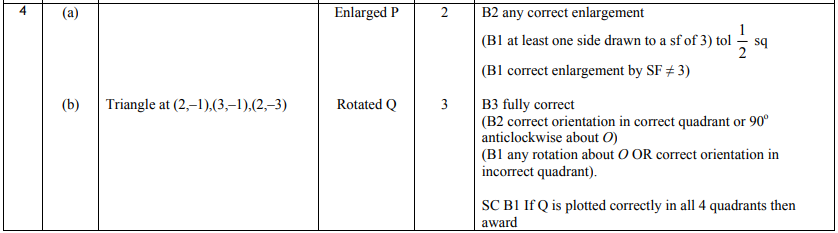 4 (a) Enlarged P 2 B2 any correct enlargement
(B1 at least one side drawn to a sf of 3) tol 1/2 sq
(B1 correct enlargement by SF ≠ 3)
(b) Triangle at (2,–1),(3,–1),(2,–3) Rotated Q 3 B3 fully correct
(B2 correct orientation in correct quadrant or 90°
anticlockwise about O)
(B1 any rotation about O OR correct orientation in
incorrect quadrant).
SC B1 If Q is plotted correctly in all 4 quadrants then
award